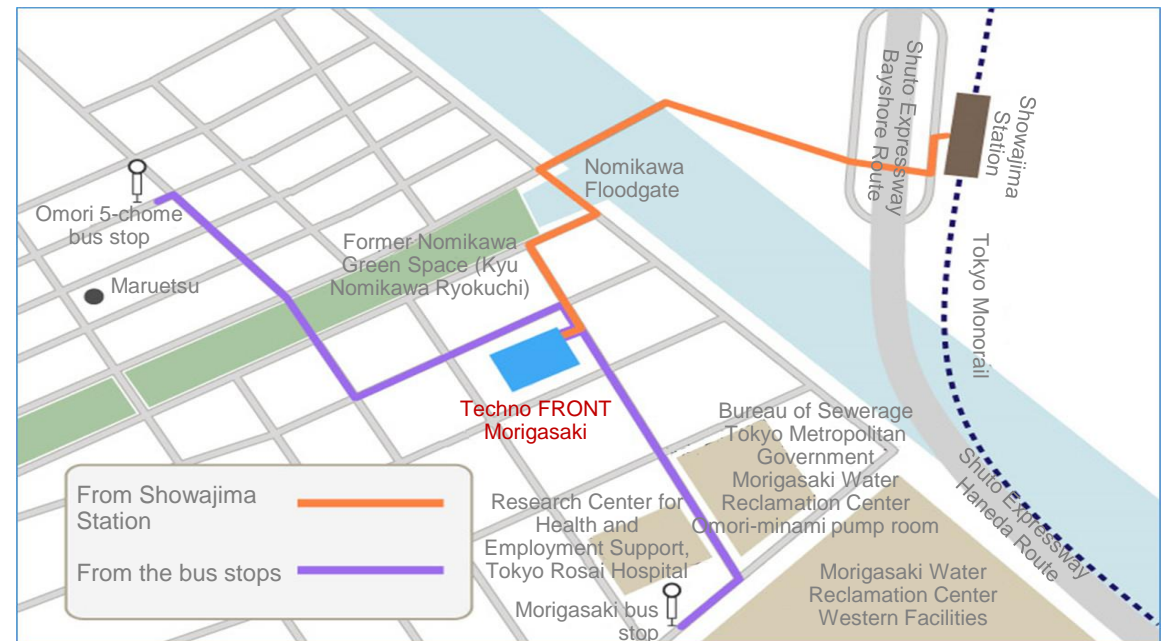 Shuto Expressway
Bayshore Route
Showajima
Station
Nomikawa
Floodgate
Omori 5-chome
bus stop
Former Nomikawa
Green Space (Kyu
Nomikawa Ryokuchi)
Maruetsu
Tokyo Monorail
Techno FRONT
Morigasaki
Bureau of Sewerage
Tokyo Metropolitan
Government
Morigasaki Water
Reclamation Center
Omori-minami pump room
Shuto Expressway
Haneda Route
From Showajima
Station
From the bus stops
Research Center for
Health and
Employment Support,
Tokyo Rosai Hospital
Morigasaki bus
stop
Morigasaki Water
Reclamation Center
Western Facilities